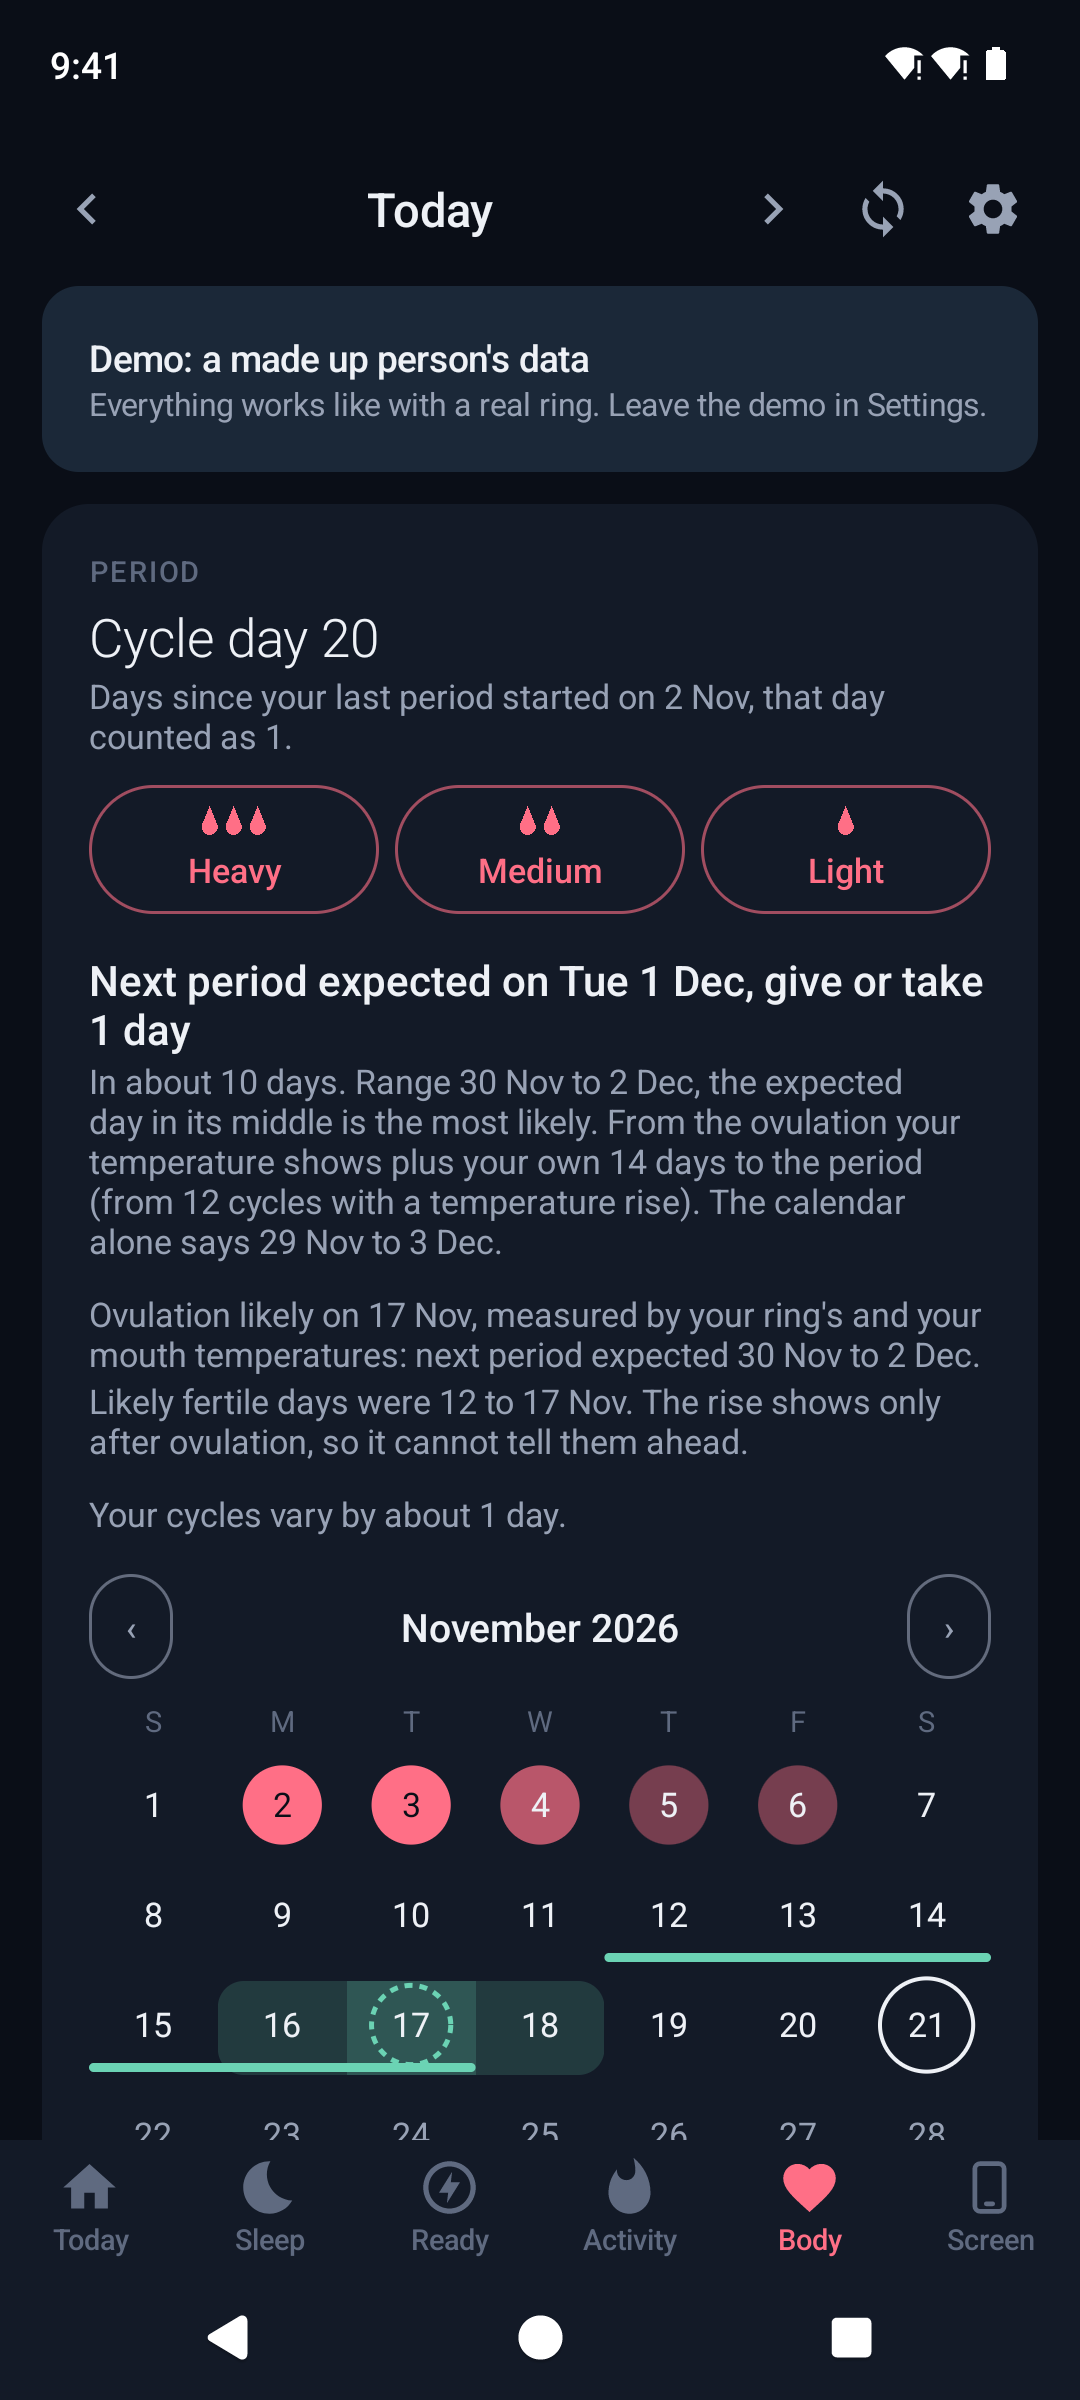 9:41
Today
Demo: a made up person's data
Everything works like with a real ring. Leave the demo in Settings.
PERIOD
Cycle day 20
Days since your last period started on 2 Nov, that day
counted as 1.
Heavy
Medium
Light
Next period expected on Tue 1 Dec, give or take
1 day
In about 10 days. Range 30 Nov to 2 Dec, the expected
day in its middle is the most likely. From the ovulation your
temperature shows plus your own 14 days to the period
(from 12 cycles with a temperature rise). The calendar
alone says 29 Nov to 3 Dec.
Ovulation likely on 17 Nov, measured by your ring's and your
mouth temperatures: next period expected 30 Nov to 2 Dec.
Likely fertile days were 12 to 17 Nov. The rise shows only
after ovulation, so it cannot tell them ahead.
Your cycles vary by about 1 day.
‹ November 2026 ›
S M T W T F S
1 2 3 4 5 6 7
8 9 10 11 12 13 14
15 16 17 18 19 20 21
22 23 24 25 26 27 28
Today Sleep Ready Activity Body Screen